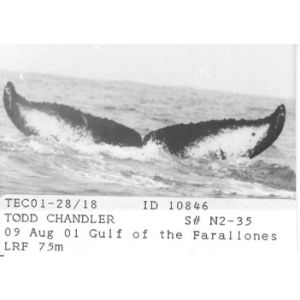 TEC01-28/18 ID 10846
TODD CHANDLER S# N2-35
09 Aug 01 Gulf of the Farallones
LRF 75m